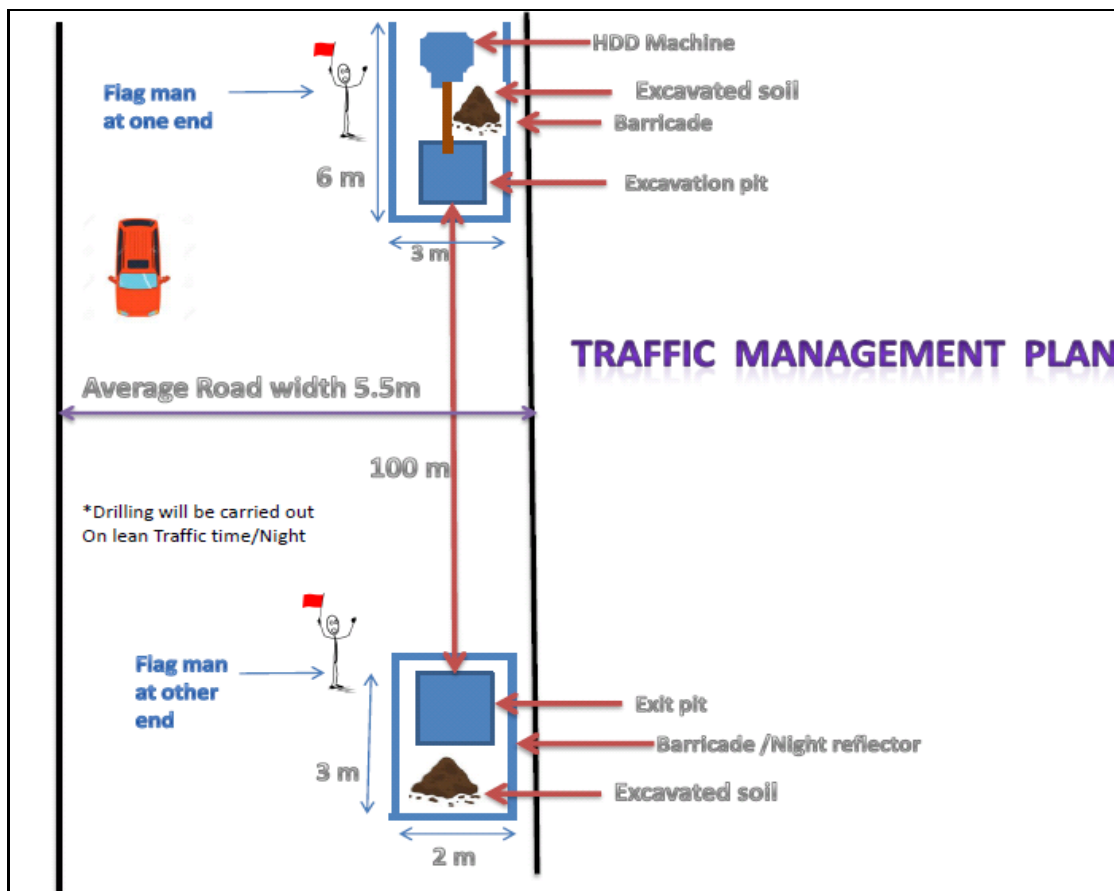 HDD Machine
Excavated soil
Flag man
at one end
Barricade
6 m
Excavation pit
3 m
TRAFFIC MANAGEMENT PLAN
Average Road width 5.5m
100 m
*Drilling will be carried out
On lean Traffic time/Night
Flag man
at other
end
Exit pit
Barricade /Night reflector
3 m
Excavated soil
2 m